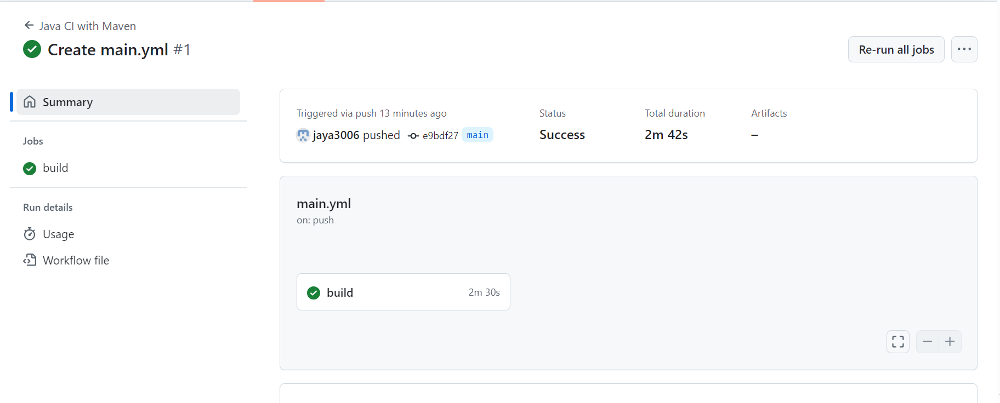 Java CI with Maven
Create main.yml #1
Re-run all jobs
Summary
Jobs
build
Run details
Usage
Workflow file
Triggered via push 13 minutes ago
jaya3006 pushed e9bdf27 main
Status
Success
Total duration
2m 42s
Artifacts
–
main.yml
on: push
build 2m 30s